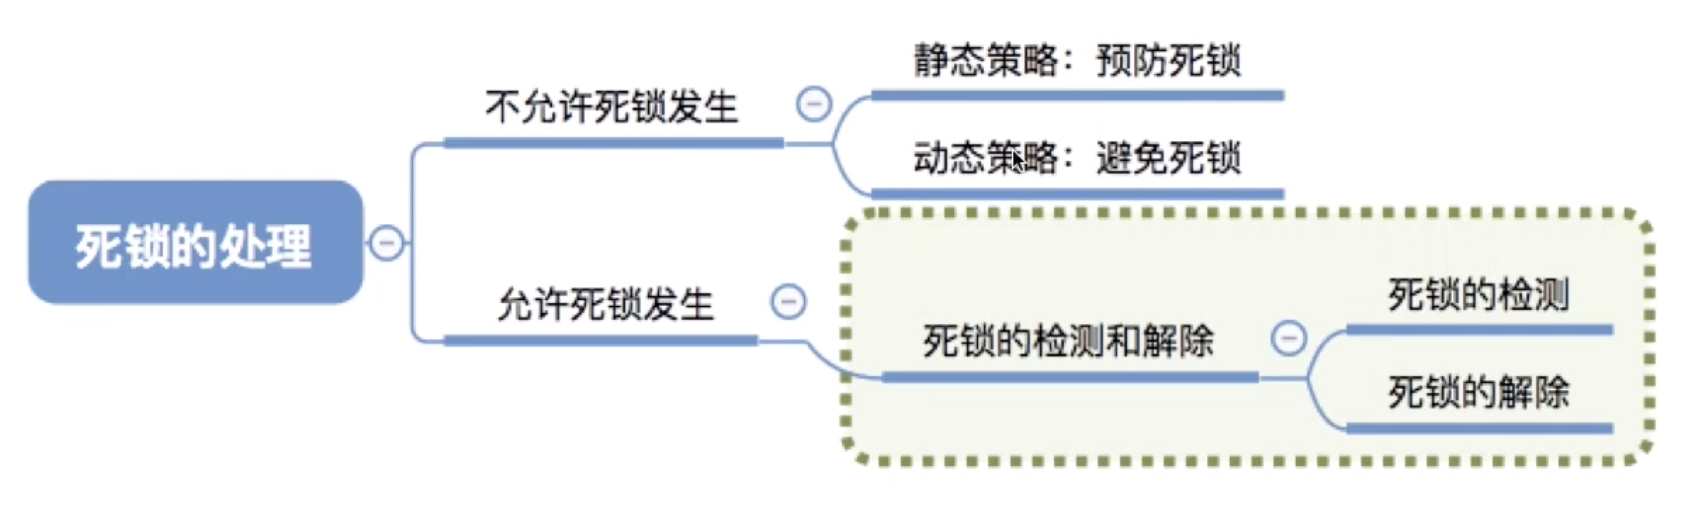 静态策略：预防死锁
不允许死锁发生
动态策略：避免死锁
死锁的处理
死锁的检测
允许死锁发生
死锁的检测和解除
死锁的解除